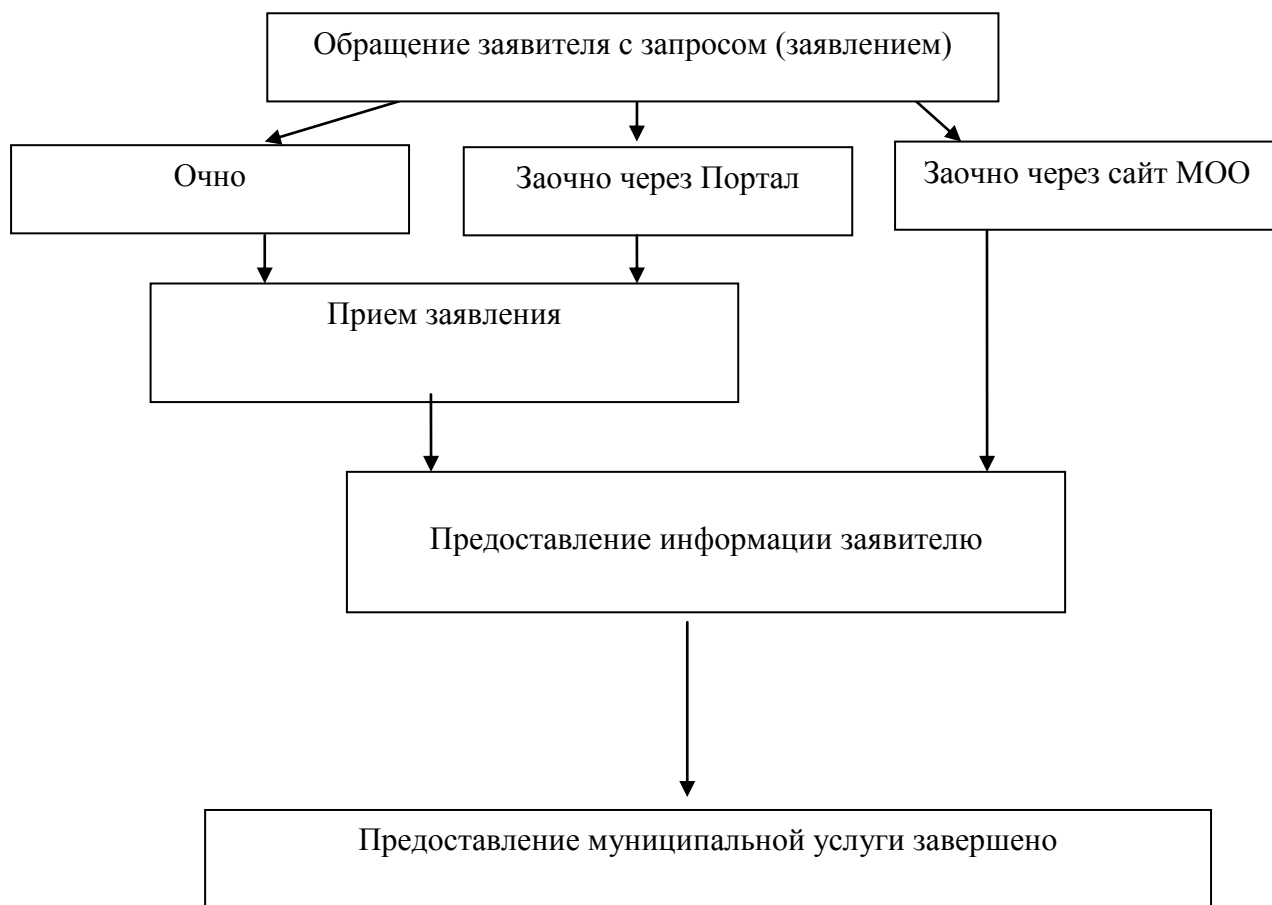 Обращение заявителя с запросом (заявлением)
Очно
Заочно через Портал
Заочно через сайт МОО
Прием заявления
Предоставление информации заявителю
Предоставление муниципальной услуги завершено